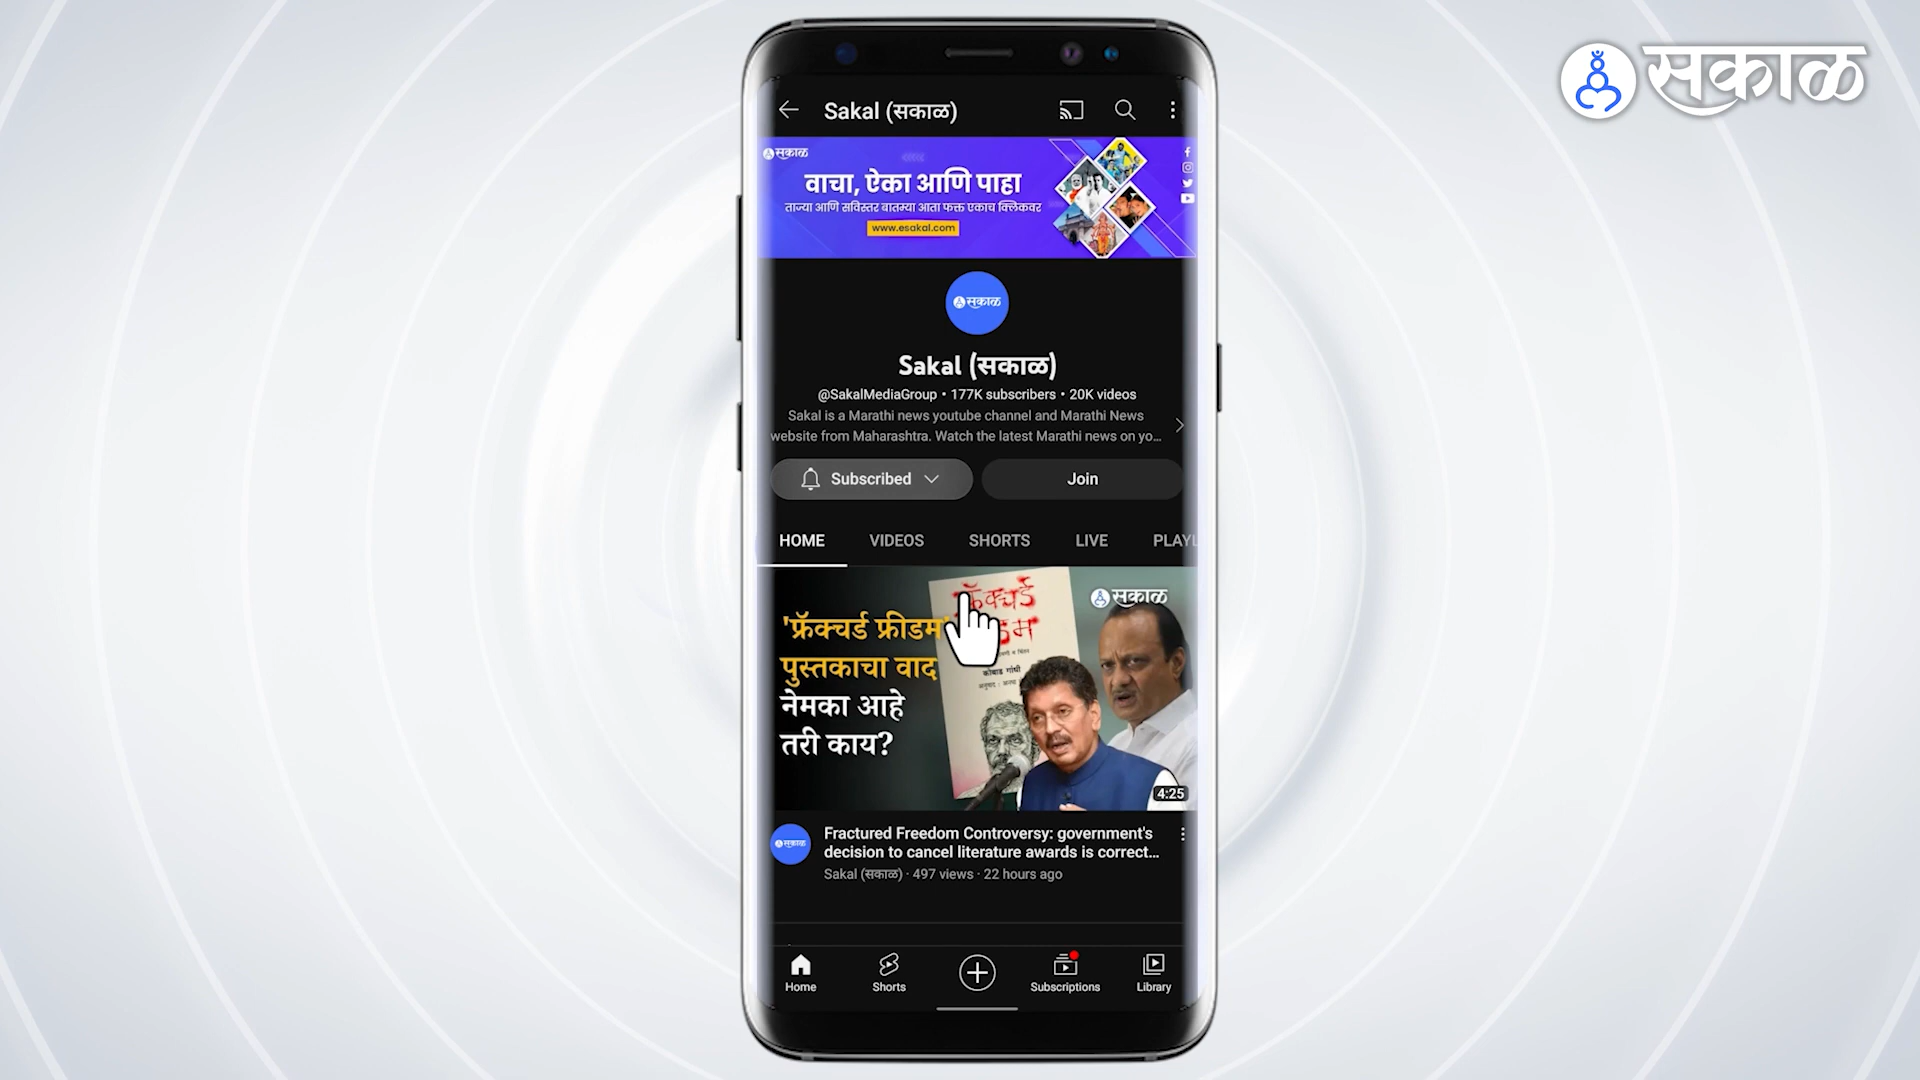 सकाळ
Sakal (सकाळ)
सकाळ
वाचा, ऐका आणि पाहा
ताज्या आणि सविस्तर बातम्या आता फक्त एकाच क्लिकवर
www.esakal.com
सकाळ
Sakal (सकाळ)
@SakalMediaGroup • 177K subscribers • 20K videos
Sakal is a Marathi news youtube channel and Marathi News
website from Maharashtra. Watch the latest Marathi news on yo...
Subscribed
Join
HOME VIDEOS SHORTS LIVE PLAYL
सकाळ
'फ्रॅक्चर्ड फ्रीडम'
पुस्तकाचा वाद
नेमका आहे
तरी काय?
कोबाड गांधी
4:25
सकाळ
Fractured Freedom Controversy: government's
decision to cancel literature awards is correct...
Sakal (सकाळ) · 497 views · 22 hours ago
Home Shorts Subscriptions Library